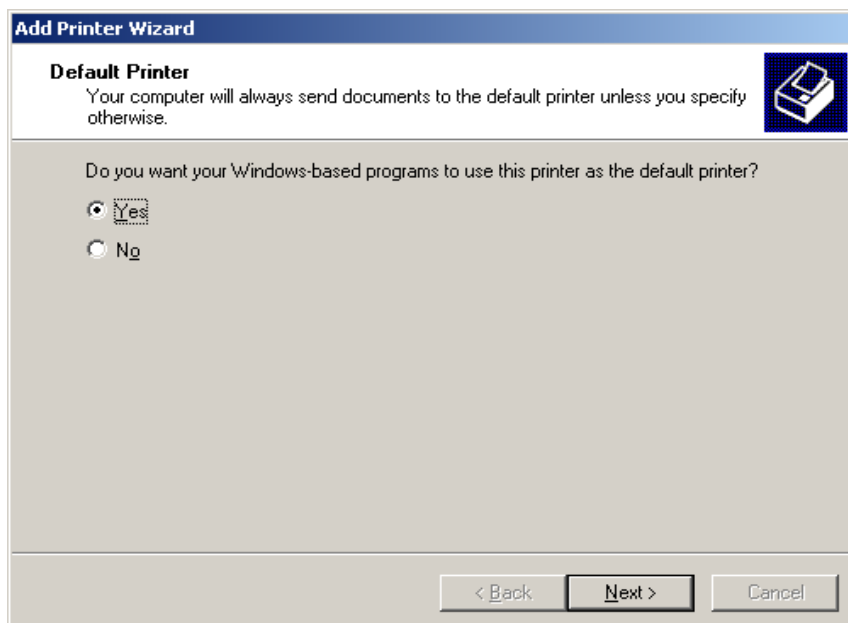 Add Printer Wizard
Default Printer
Your computer will always send documents to the default printer unless you specify
otherwise.
Do you want your Windows-based programs to use this printer as the default printer?
Yes
No
< Back
Next >
Cancel